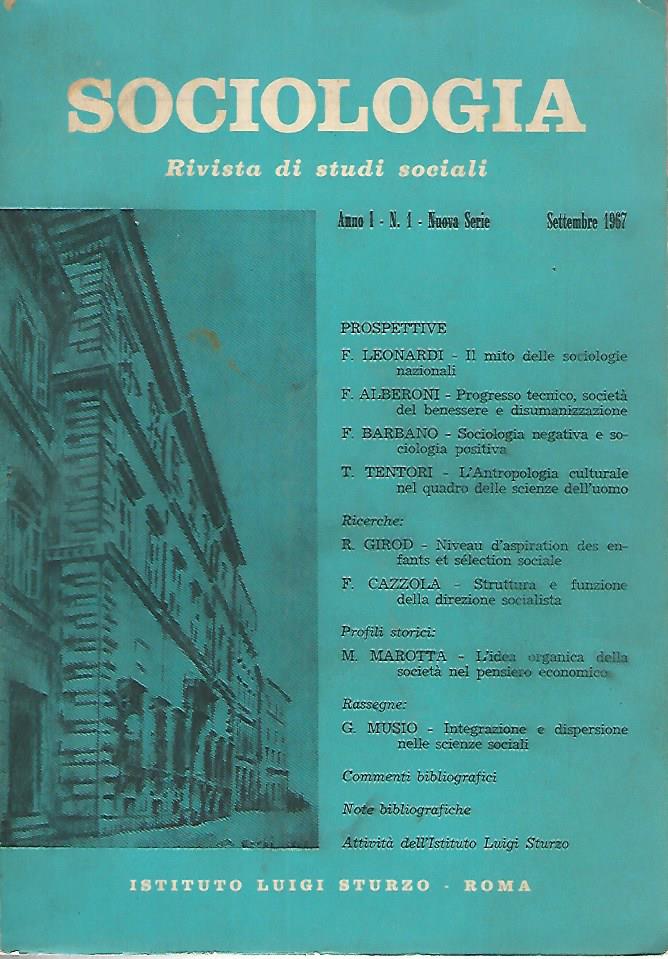 SOCIOLOGIA
Rivista di studi sociali
Anno I - N. 1 - Nuova Serie Settembre 1967
PROSPETTIVE
F. LEONARDI - Il mito delle sociologie
nazionali
F. ALBERONI - Progresso tecnico, società
del benessere e disumanizzazione
F. BARBANO - Sociologia negativa e so-
ciologia positiva
T. TENTORI - L'Antropologia culturale
nel quadro delle scienze dell'uomo
Ricerche:
R. GIROD - Niveau d'aspiration des en-
fants et sélection sociale
F. CAZZOLA - Struttura e funzione
della direzione socialista
Profili storici:
M. MAROTTA - L'idea organica della
società nel pensiero economico
Rassegne:
G. MUSIO - Integrazione e dispersione
nelle scienze sociali
Commenti bibliografici
Note bibliografiche
Attività dell'Istituto Luigi Sturzo
ISTITUTO LUIGI STURZO - ROMA